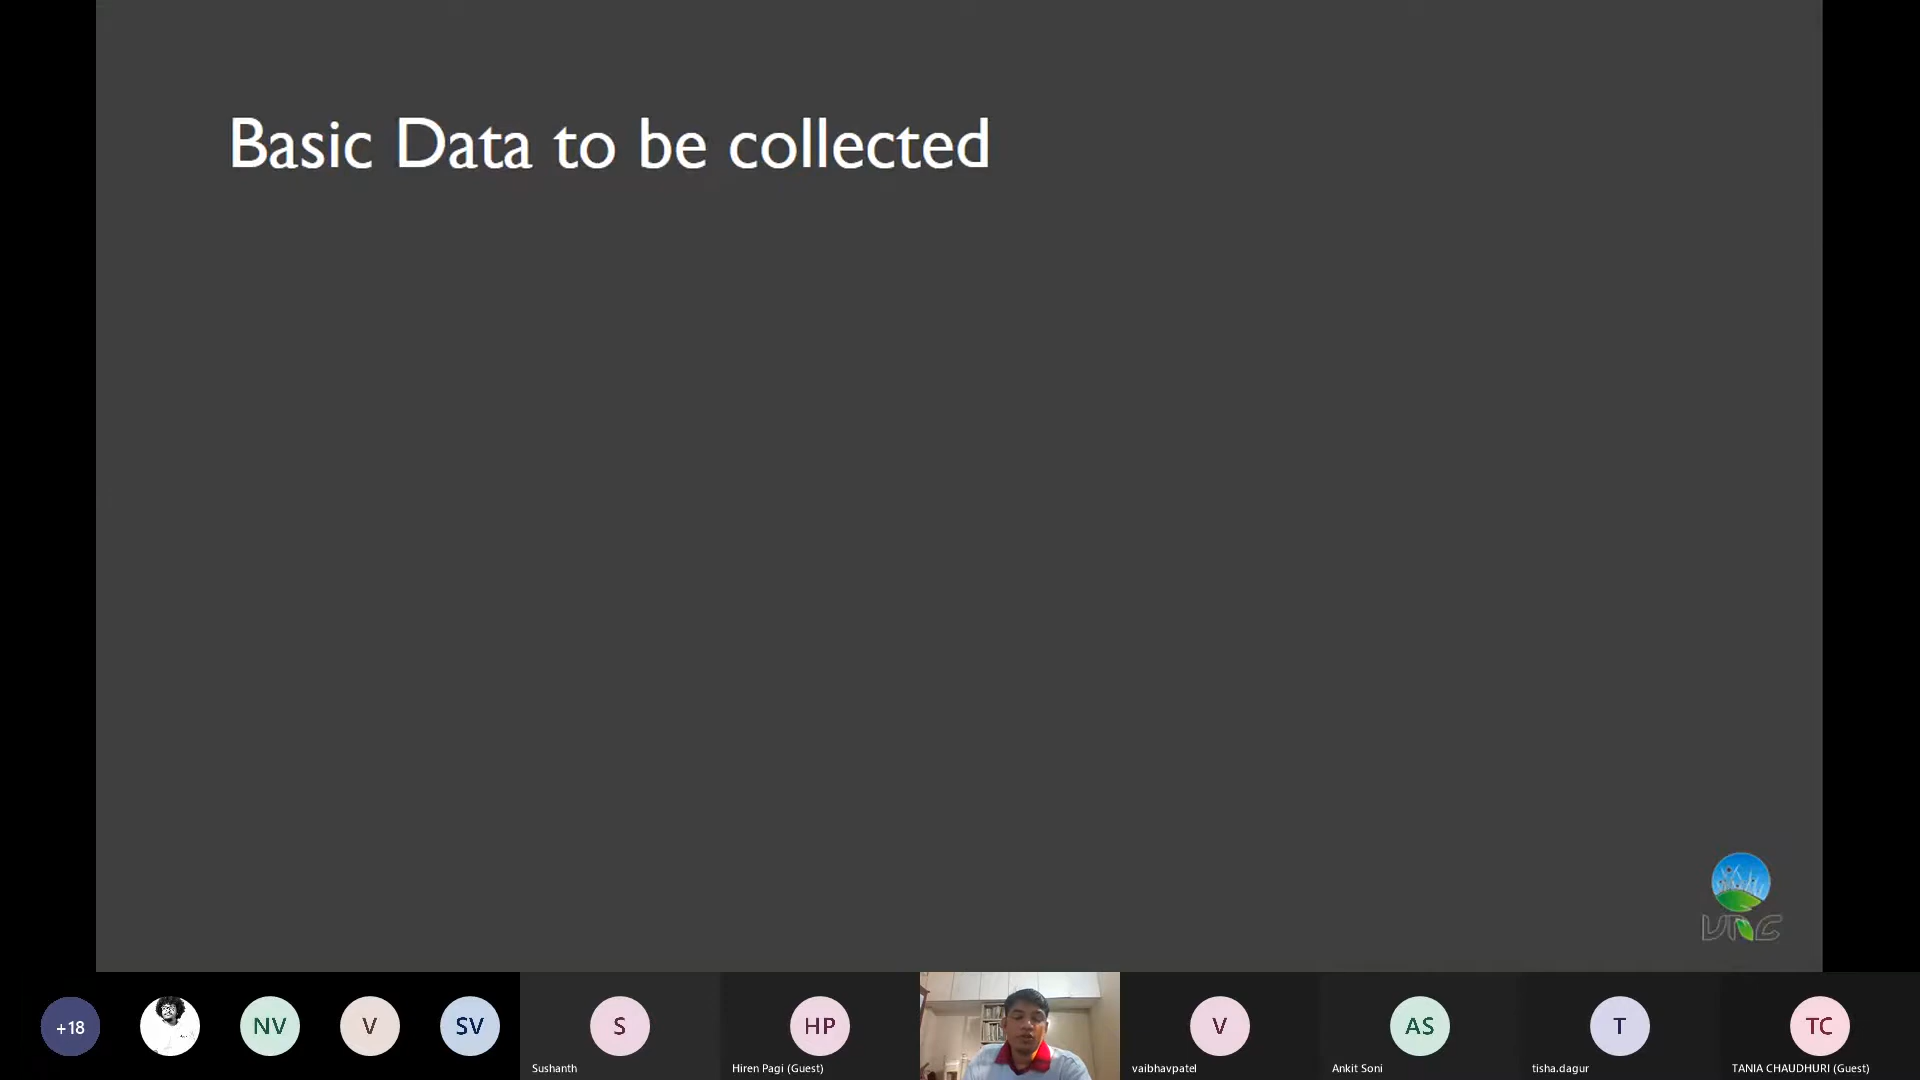 Basic Data to be collected
VNC
+18
NV
V
SV
S
HP
V
AS
T
TC
Sushanth
Hiren Pagi (Guest)
vaibhavpatel
Ankit Soni
tisha.dagur
TANIA CHAUDHURI (Guest)